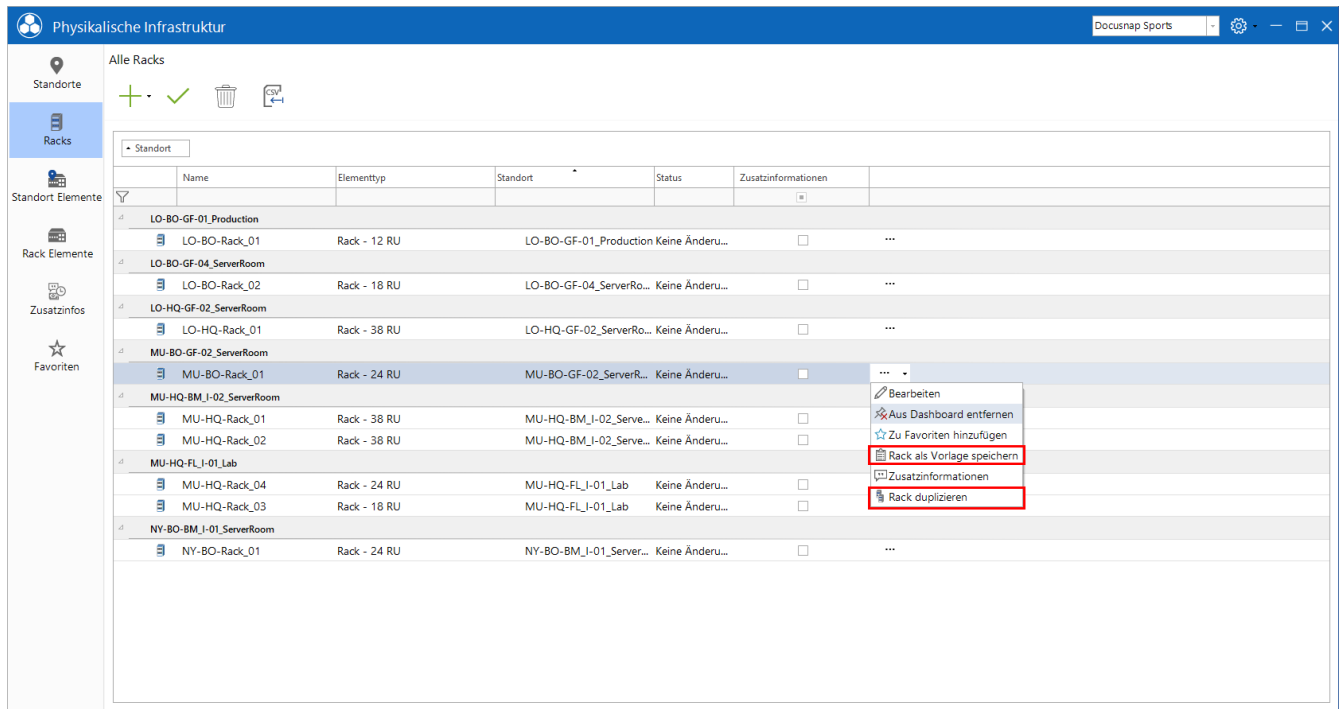 Physikalische Infrastruktur
Docusnap Sports
Standorte
Racks
Standort Elemente
Rack Elemente
Zusatzinfos
Favoriten
Alle Racks
CSV
Standort
Name Elementtyp Standort Status Zusatzinformationen
LO-BO-GF-01_Production
LO-BO-Rack_01 Rack - 12 RU LO-BO-GF-01_Production Keine Änderu... ...
LO-BO-GF-04_ServerRoom
LO-BO-Rack_02 Rack - 18 RU LO-BO-GF-04_ServerRo... Keine Änderu... ...
LO-HQ-GF-02_ServerRoom
LO-HQ-Rack_01 Rack - 38 RU LO-HQ-GF-02_ServerRo... Keine Änderu... ...
MU-BO-GF-02_ServerRoom
MU-BO-Rack_01 Rack - 24 RU MU-BO-GF-02_ServerR... Keine Änderu... ...
MU-HQ-BM_I-02_ServerRoom
MU-HQ-Rack_01 Rack - 38 RU MU-HQ-BM_I-02_Serve... Keine Änderu...
MU-HQ-Rack_02 Rack - 38 RU MU-HQ-BM_I-02_Serve... Keine Änderu...
MU-HQ-FL_I-01_Lab
MU-HQ-Rack_04 Rack - 24 RU MU-HQ-FL_I-01_Lab Keine Änderu...
MU-HQ-Rack_03 Rack - 18 RU MU-HQ-FL_I-01_Lab Keine Änderu...
NY-BO-BM_I-01_ServerRoom
NY-BO-Rack_01 Rack - 24 RU NY-BO-BM_I-01_Server... Keine Änderu... ...
Bearbeiten
Aus Dashboard entfernen
Zu Favoriten hinzufügen
Rack als Vorlage speichern
Zusatzinformationen
Rack duplizieren